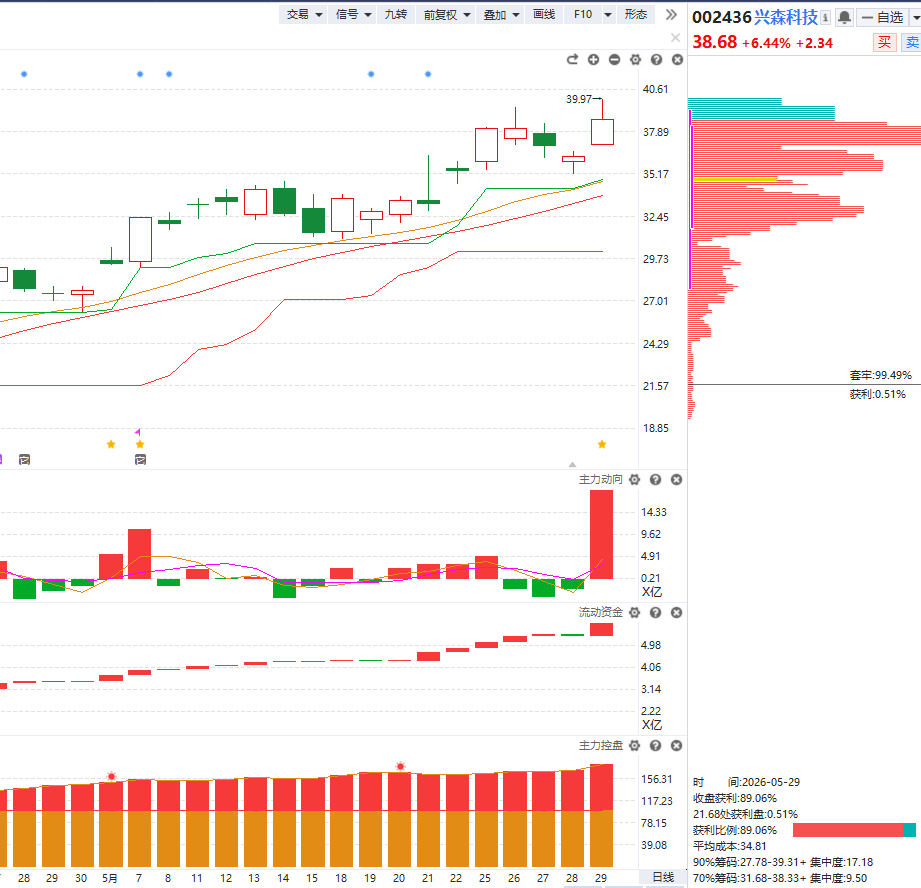 交易 信号 九转 前复权 叠加 画线 F10 形态
002436 兴森科技 自选
38.68 +6.44% +2.34 买 卖
40.61
39.97
37.89
35.17
32.45
29.73
27.01
24.29
21.57
18.85
套牢:99.49%
获利:0.51%
主力动向
14.33
9.62
4.91
0.21
X亿
流动资金
4.98
4.06
3.14
2.22
X亿
主力控盘
156.31
117.23
78.15
39.08
28 29 30 5月 7 8 11 12 13 14 15 18 19 20 21 22 25 26 27 28 29 日线
时 间:2026-05-29
收盘获利:89.06%
21.68处获利盘:0.51%
获利比例:89.06%
平均成本:34.81
90%筹码:27.78-39.31+ 集中度:17.18
70%筹码:31.68-38.33+ 集中度:9.50